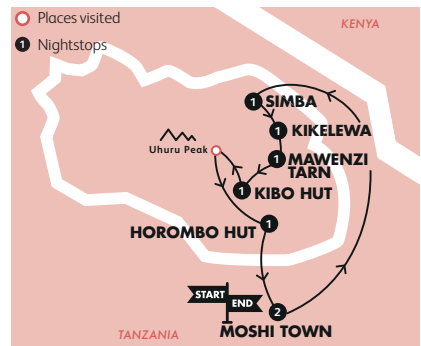 Places visited
1 Nightstops
KENYA
1 SIMBA
1 KIKELEWA
1 MAWENZI
TARN
Uhuru Peak
1 KIBO HUT
1
HOROMBO HUT
START
END
2
MOSHI TOWN
TANZANIA